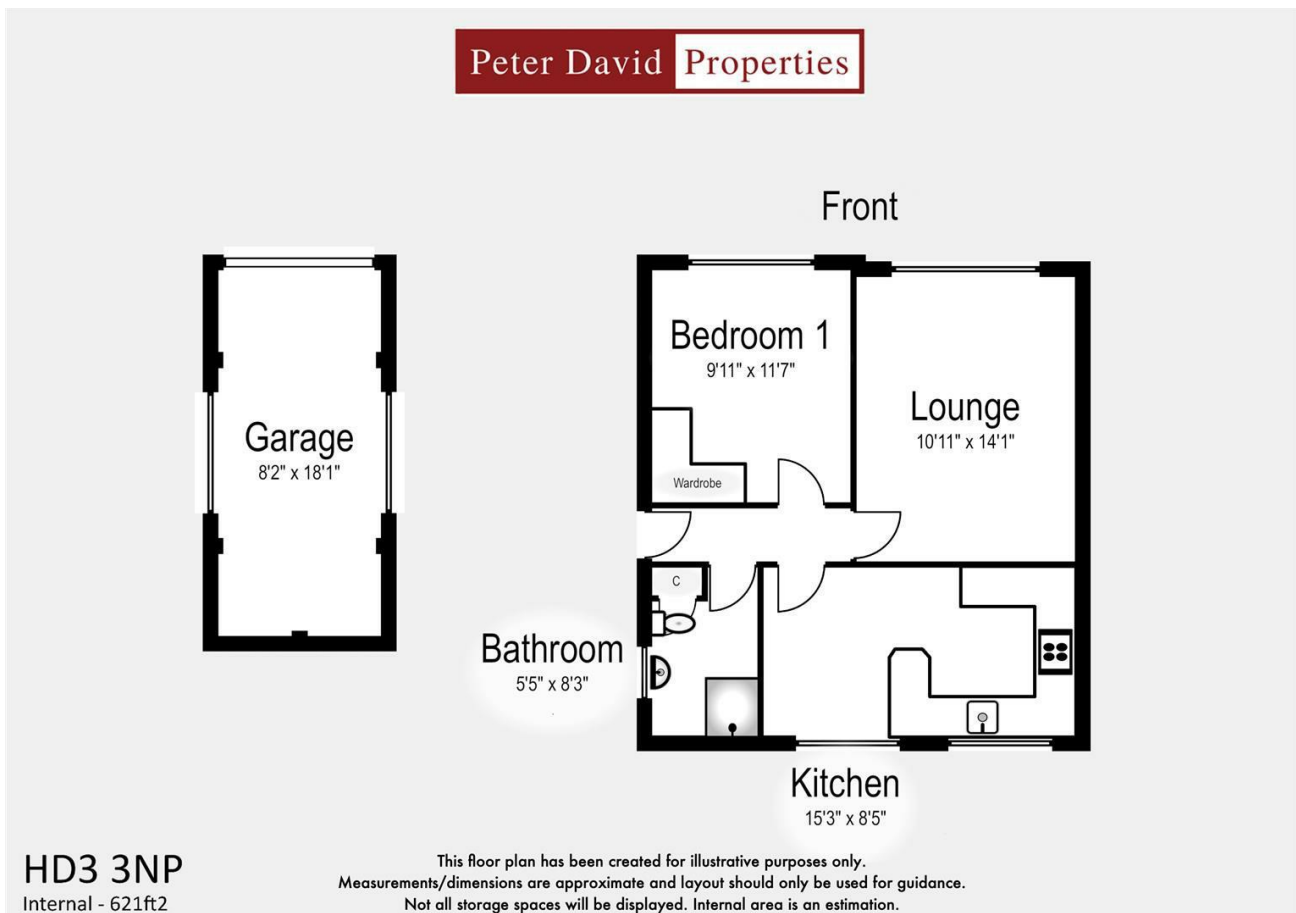 Peter David Properties
Front
Bedroom 1
9'11" x 11'7"
Lounge
10'11" x 14'1"
Garage
8'2" x 18'1"
Wardrobe
C
Bathroom
5'5" x 8'3"
Kitchen
15'3" x 8'5"
HD3 3NP
Internal - 621ft2
This floor plan has been created for illustrative purposes only.
Measurements/dimensions are approximate and layout should only be used for guidance.
Not all storage spaces will be displayed. Internal area is an estimation.